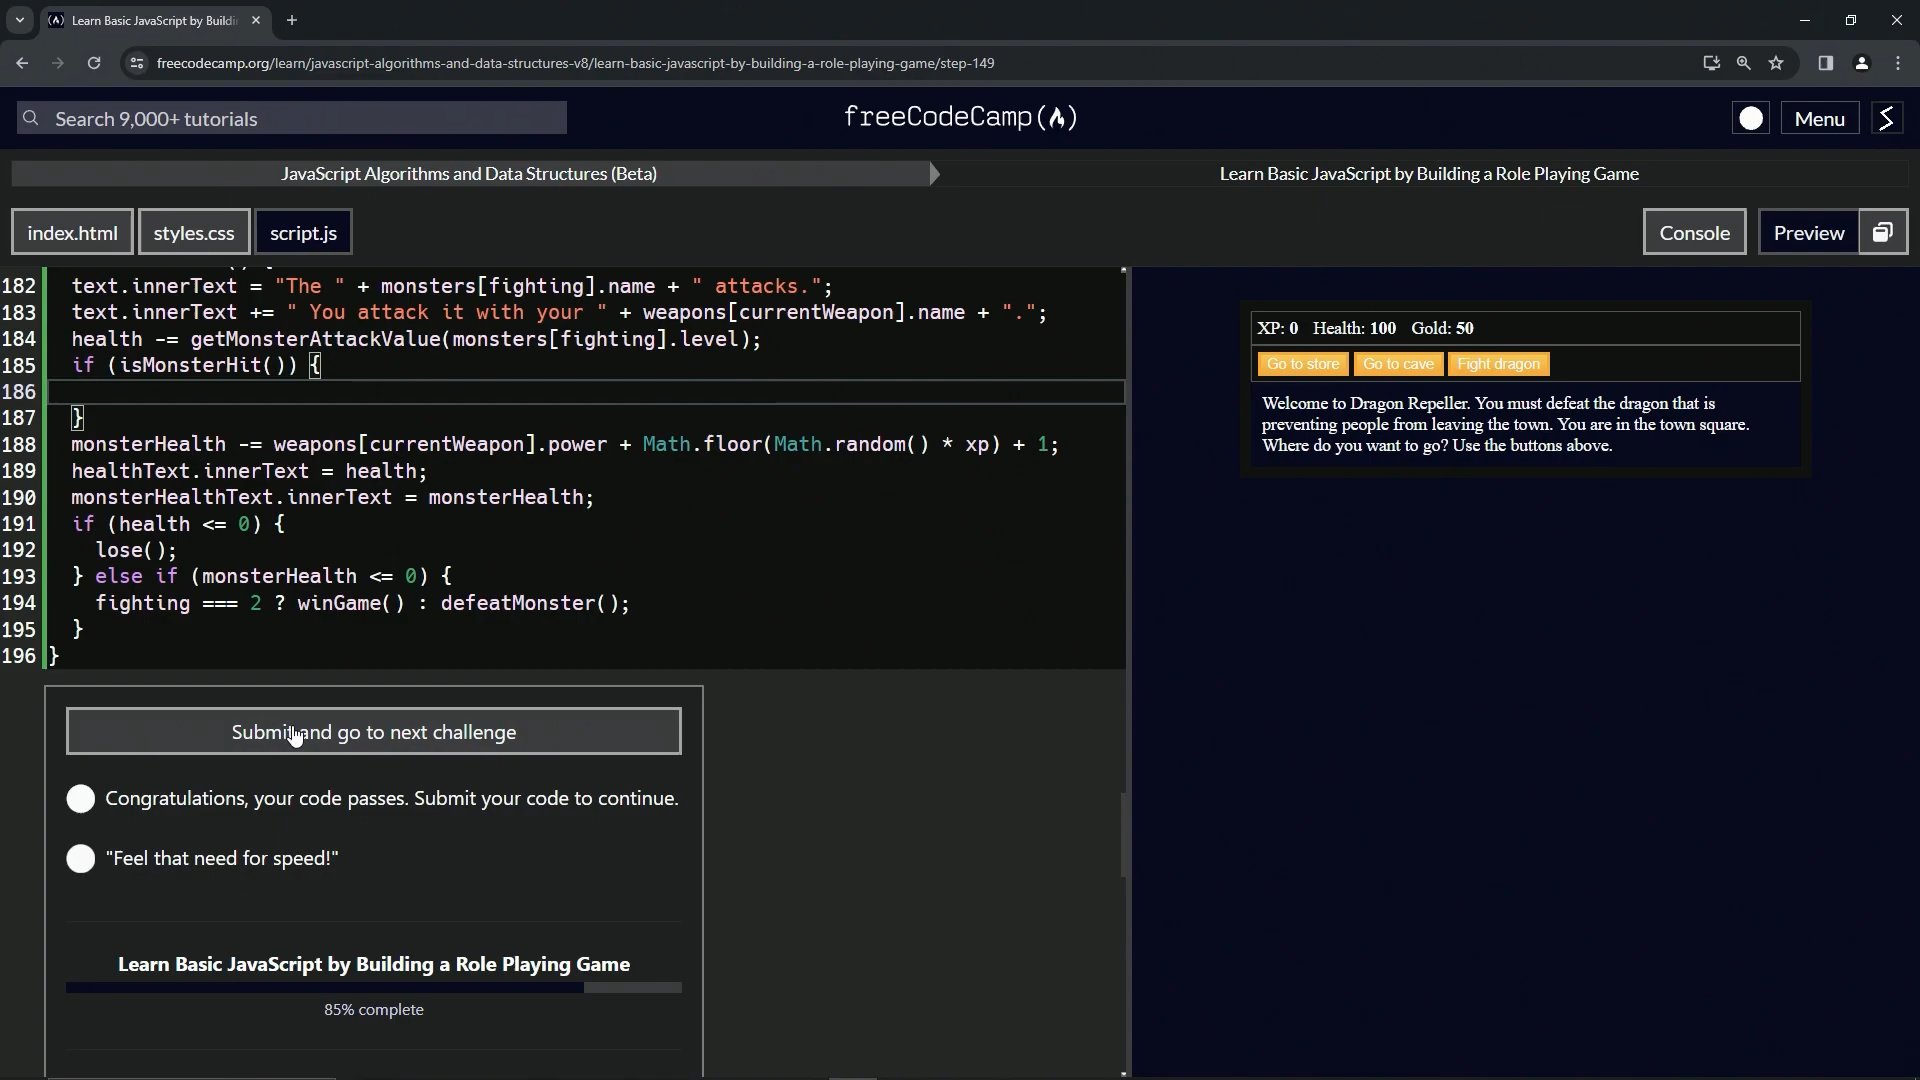 Learn Basic JavaScript by Buildi
freecodecamp.org/learn/javascript-algorithms-and-data-structures-v8/learn-basic-javascript-by-building-a-role-playing-game/step-149
Search 9,000+ tutorials
freeCodeCamp
Menu
JavaScript Algorithms and Data Structures (Beta)
Learn Basic JavaScript by Building a Role Playing Game
index.html
styles.css
script.js
Console
Preview
182 text.innerText = "The " + monsters[fighting].name + " attacks.";
183 text.innerText += " You attack it with your " + weapons[currentWeapon].name + ".";
184 health -= getMonsterAttackValue(monsters[fighting].level);
185 if (isMonsterHit()) {
186
187 }
188 monsterHealth -= weapons[currentWeapon].power + Math.floor(Math.random() * xp) + 1;
189 healthText.innerText = health;
190 monsterHealthText.innerText = monsterHealth;
191 if (health <= 0) {
192 lose();
193 } else if (monsterHealth <= 0) {
194 fighting === 2 ? winGame() : defeatMonster();
195 }
196 }
Submit and go to next challenge
Congratulations, your code passes. Submit your code to continue.
"Feel that need for speed!"
Learn Basic JavaScript by Building a Role Playing Game
85% complete
XP: 0 Health: 100 Gold: 50
Go to store
Go to cave
Fight dragon
Welcome to Dragon Repeller. You must defeat the dragon that is
preventing people from leaving the town. You are in the town square.
Where do you want to go? Use the buttons above.